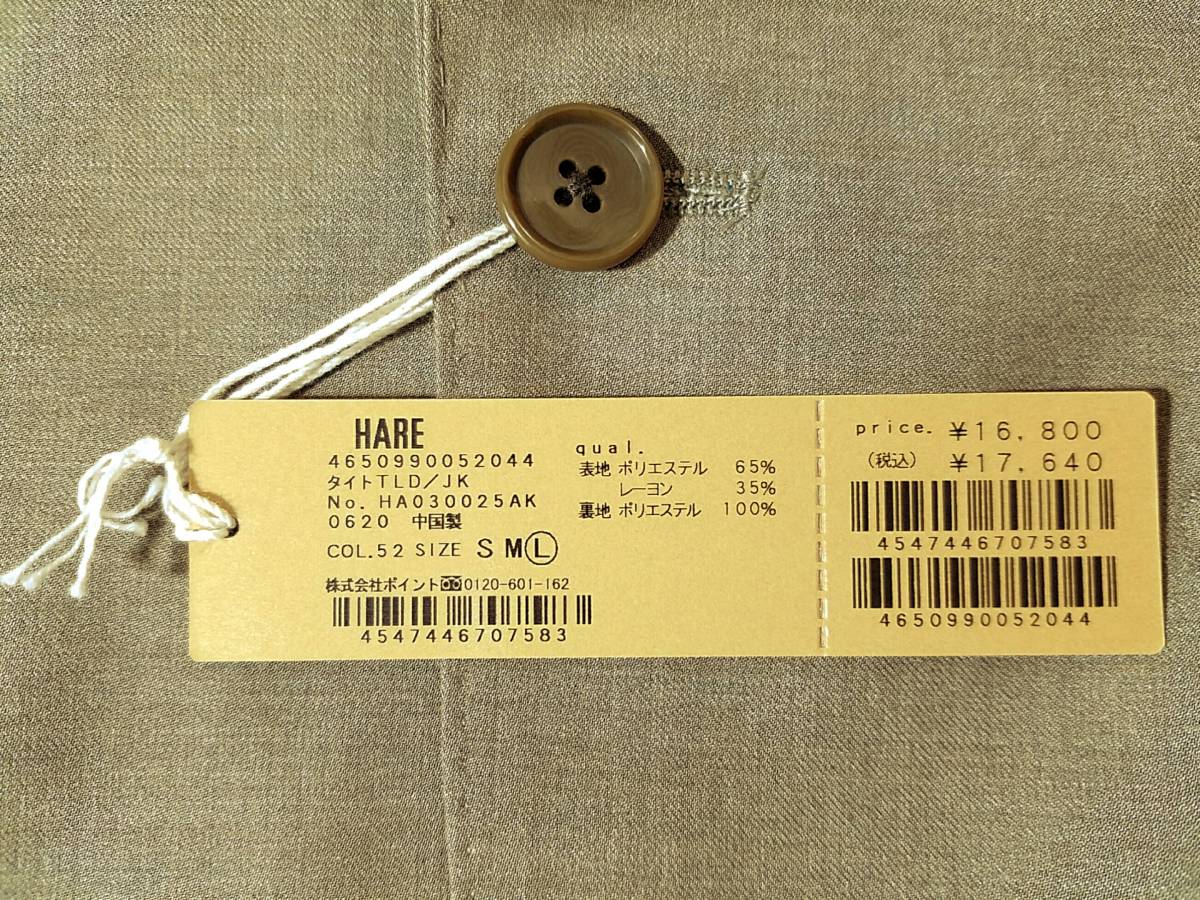 HARE
4650990052044
タイトTLD/JK
No. HA030025AK
0620 中国製
COL.52 SIZE S M L
株式会社ポイント 0120-601-162
4547446707583
qual.
表地 ポリエステル 65%
レーヨン 35%
裏地 ポリエステル 100%
price. ¥16,800
(税込) ¥17,640
4547446707583
4650990052044